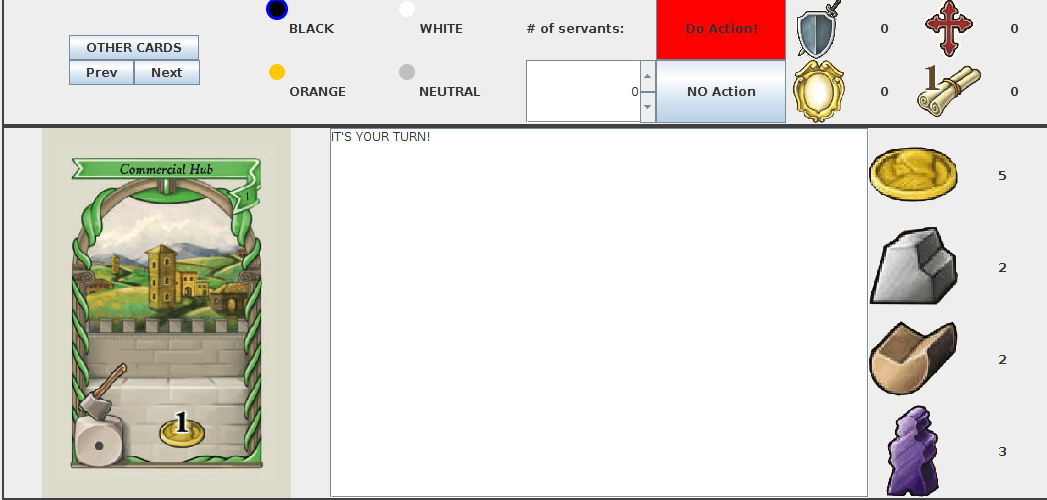 OTHER CARDS
Prev Next
BLACK WHITE
ORANGE NEUTRAL
# of servants:
0
Do Action!
NO Action
0 0
0 1 0
Commercial Hub
1
1
IT'S YOUR TURN!
5
2
2
3